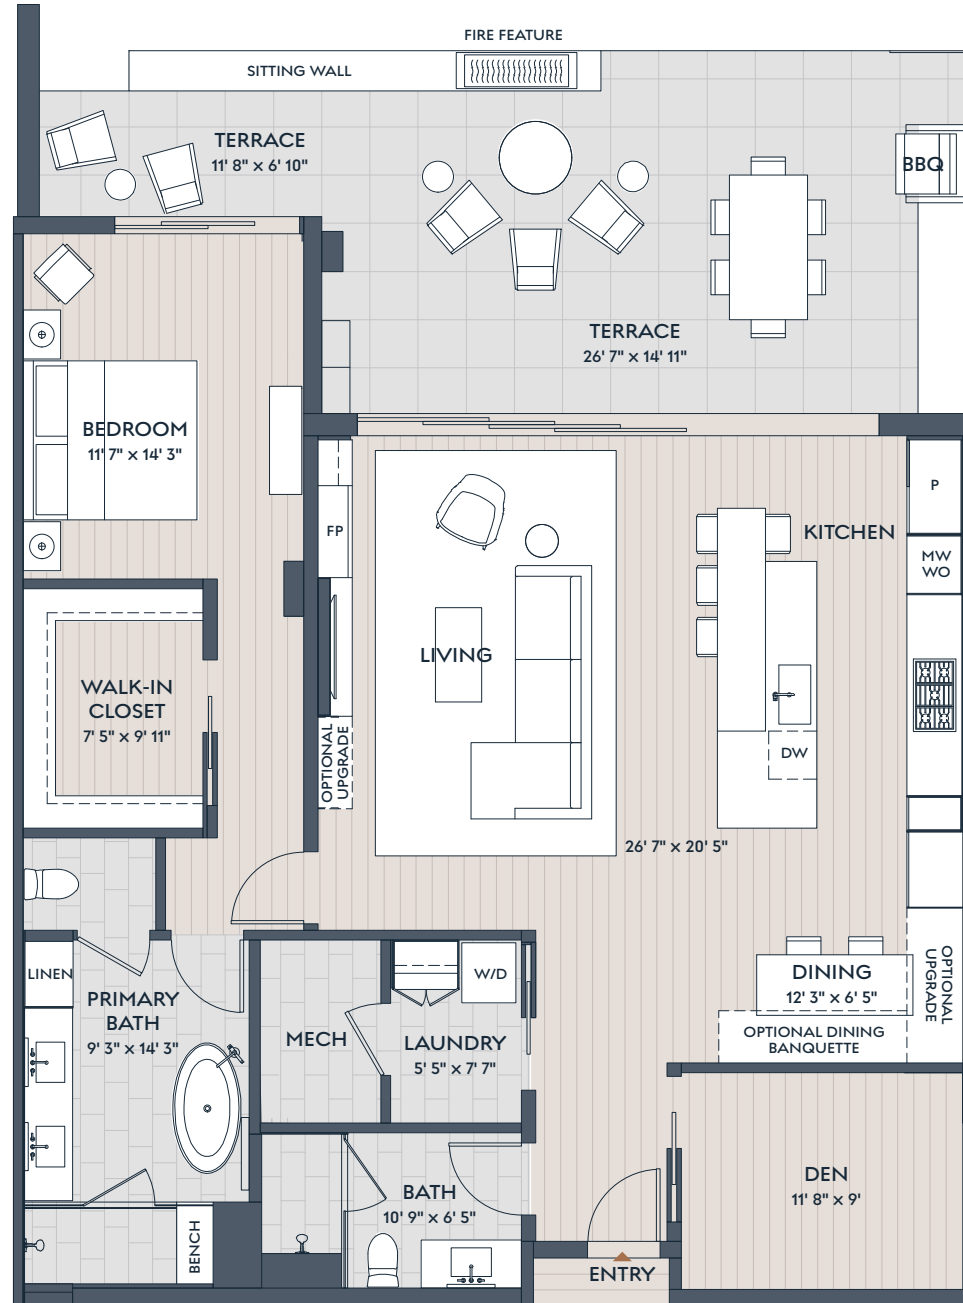 FIRE FEATURE
SITTING WALL
TERRACE
11' 8" x 6' 10"
BBQ
TERRACE
26' 7" x 14' 11"
BEDROOM
11' 7" x 14' 3"
P
FP
KITCHEN
MW
WO
LIVING
WALK-IN
CLOSET
7' 5" x 9' 11"
OPTIONAL
UPGRADE
DW
26' 7" x 20' 5"
LINEN
W/D
DINING
12' 3" x 6' 5"
OPTIONAL
UPGRADE
PRIMARY
BATH
9' 3" x 14' 3"
MECH
LAUNDRY
5' 5" x 7' 7"
OPTIONAL DINING
BANQUETTE
DEN
11' 8" x 9'
BATH
10' 9" x 6' 5"
BENCH
ENTRY